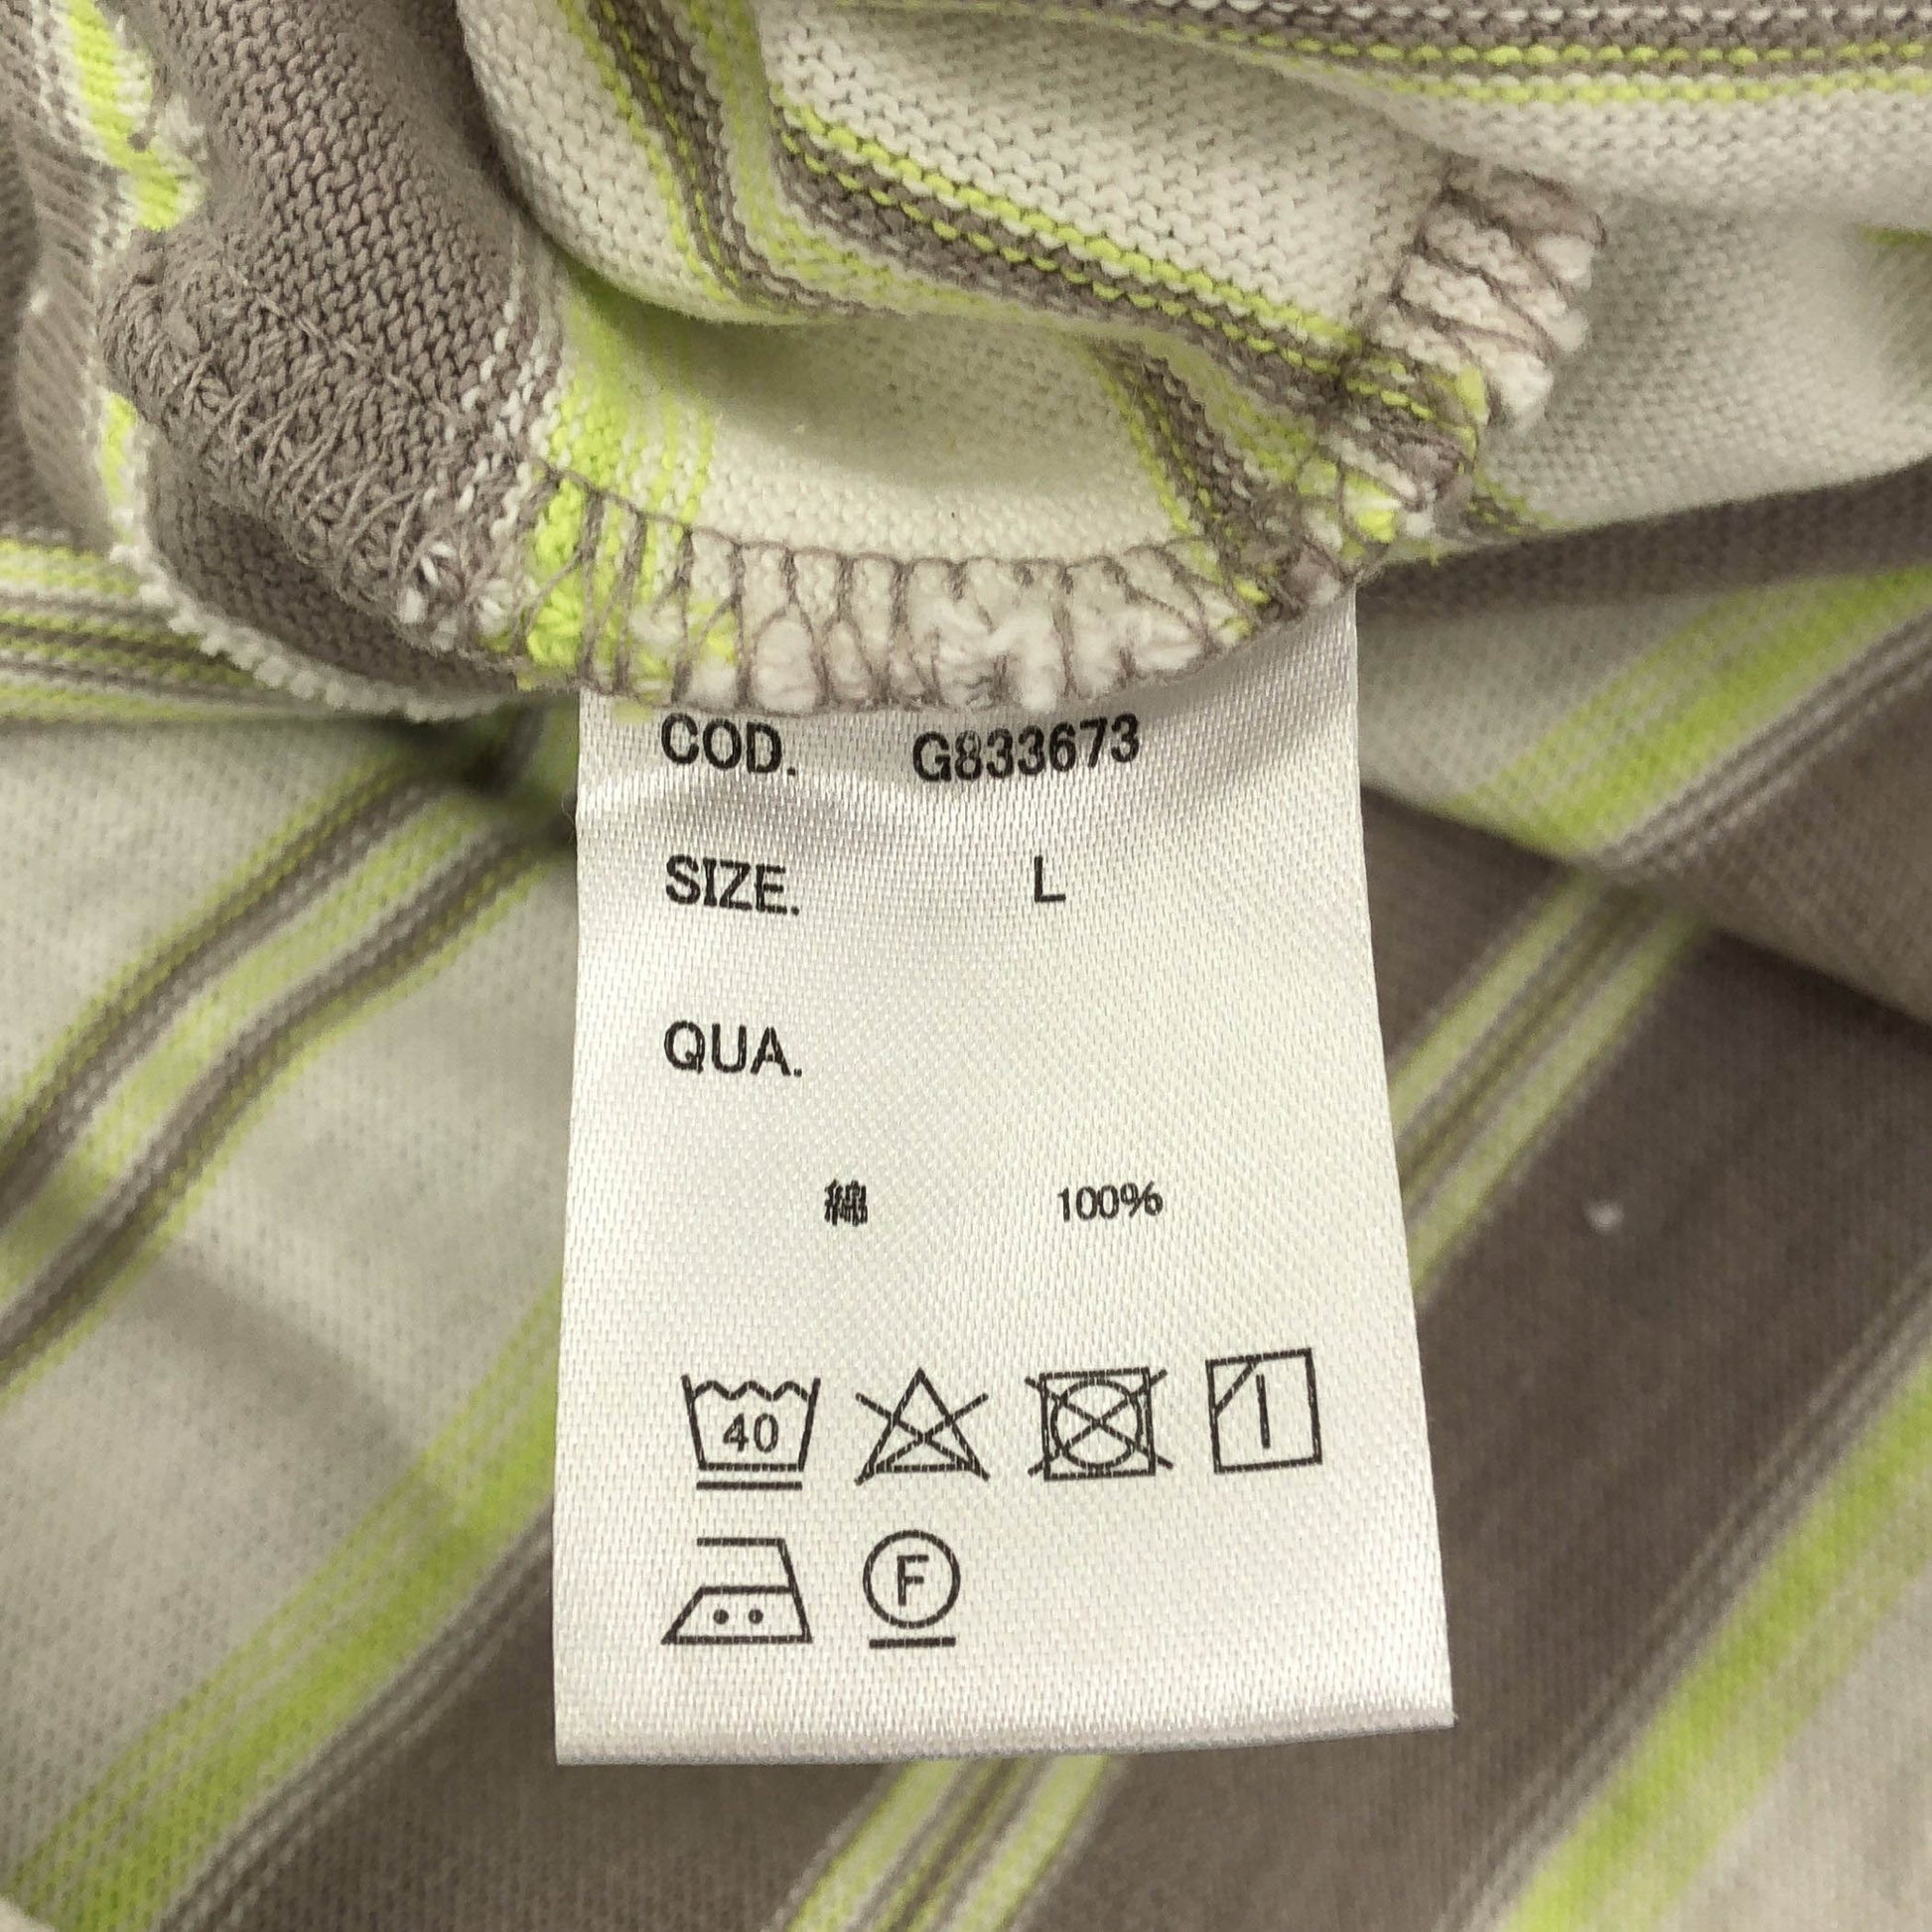 COD. G833673
SIZE. L
QUA.
綿 100%
40
F